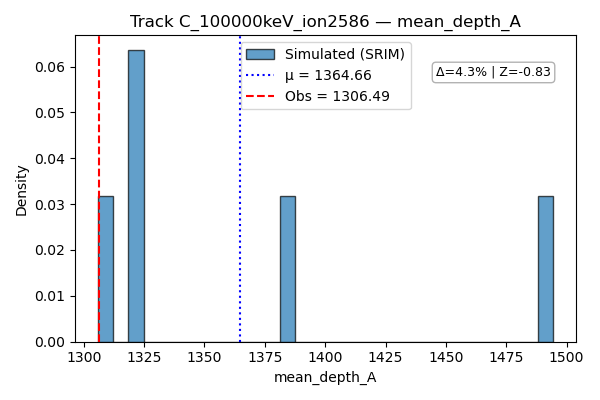 Track C_100000keV_ion2586 — mean_depth_A
Simulated (SRIM)
μ = 1364.66
Obs = 1306.49
Δ=4.3% | Z=-0.83
Density
0.06
0.05
0.04
0.03
0.02
0.01
0.00
1300 1325 1350 1375 1400 1425 1450 1475 1500
mean_depth_A